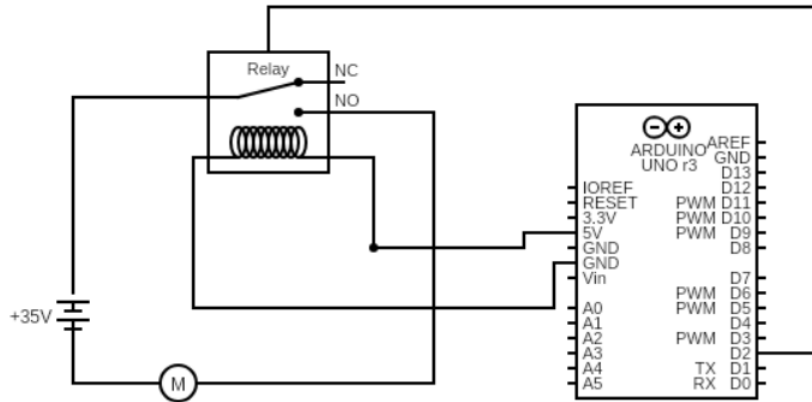 Relay
NC
NO
+35V
M
ARDUINO
UNO r3
IOREF
RESET
3.3V
5V
GND
GND
Vin
A0
A1
A2
A3
A4
A5
AREF
GND
D13
D12
PWM D11
PWM D10
PWM D9
D8
D7
PWM D6
PWM D5
D4
PWM D3
D2
TX D1
RX D0